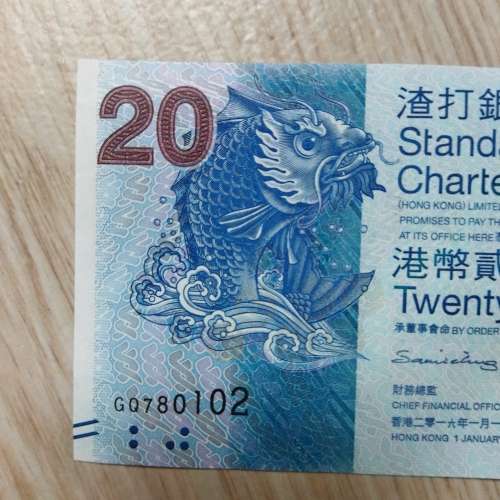 20
渣打銀
Standa
Charte
(HONG KONG) LIMITE
PROMISES TO PAY TH
AT ITS OFFICE HERE
港幣貳
Twenty
承董事會命 BY ORDER
財務總監
CHIEF FINANCIAL OFFIC
香港二零一六年一月一
HONG KONG 1 JANUAR
GQ780102